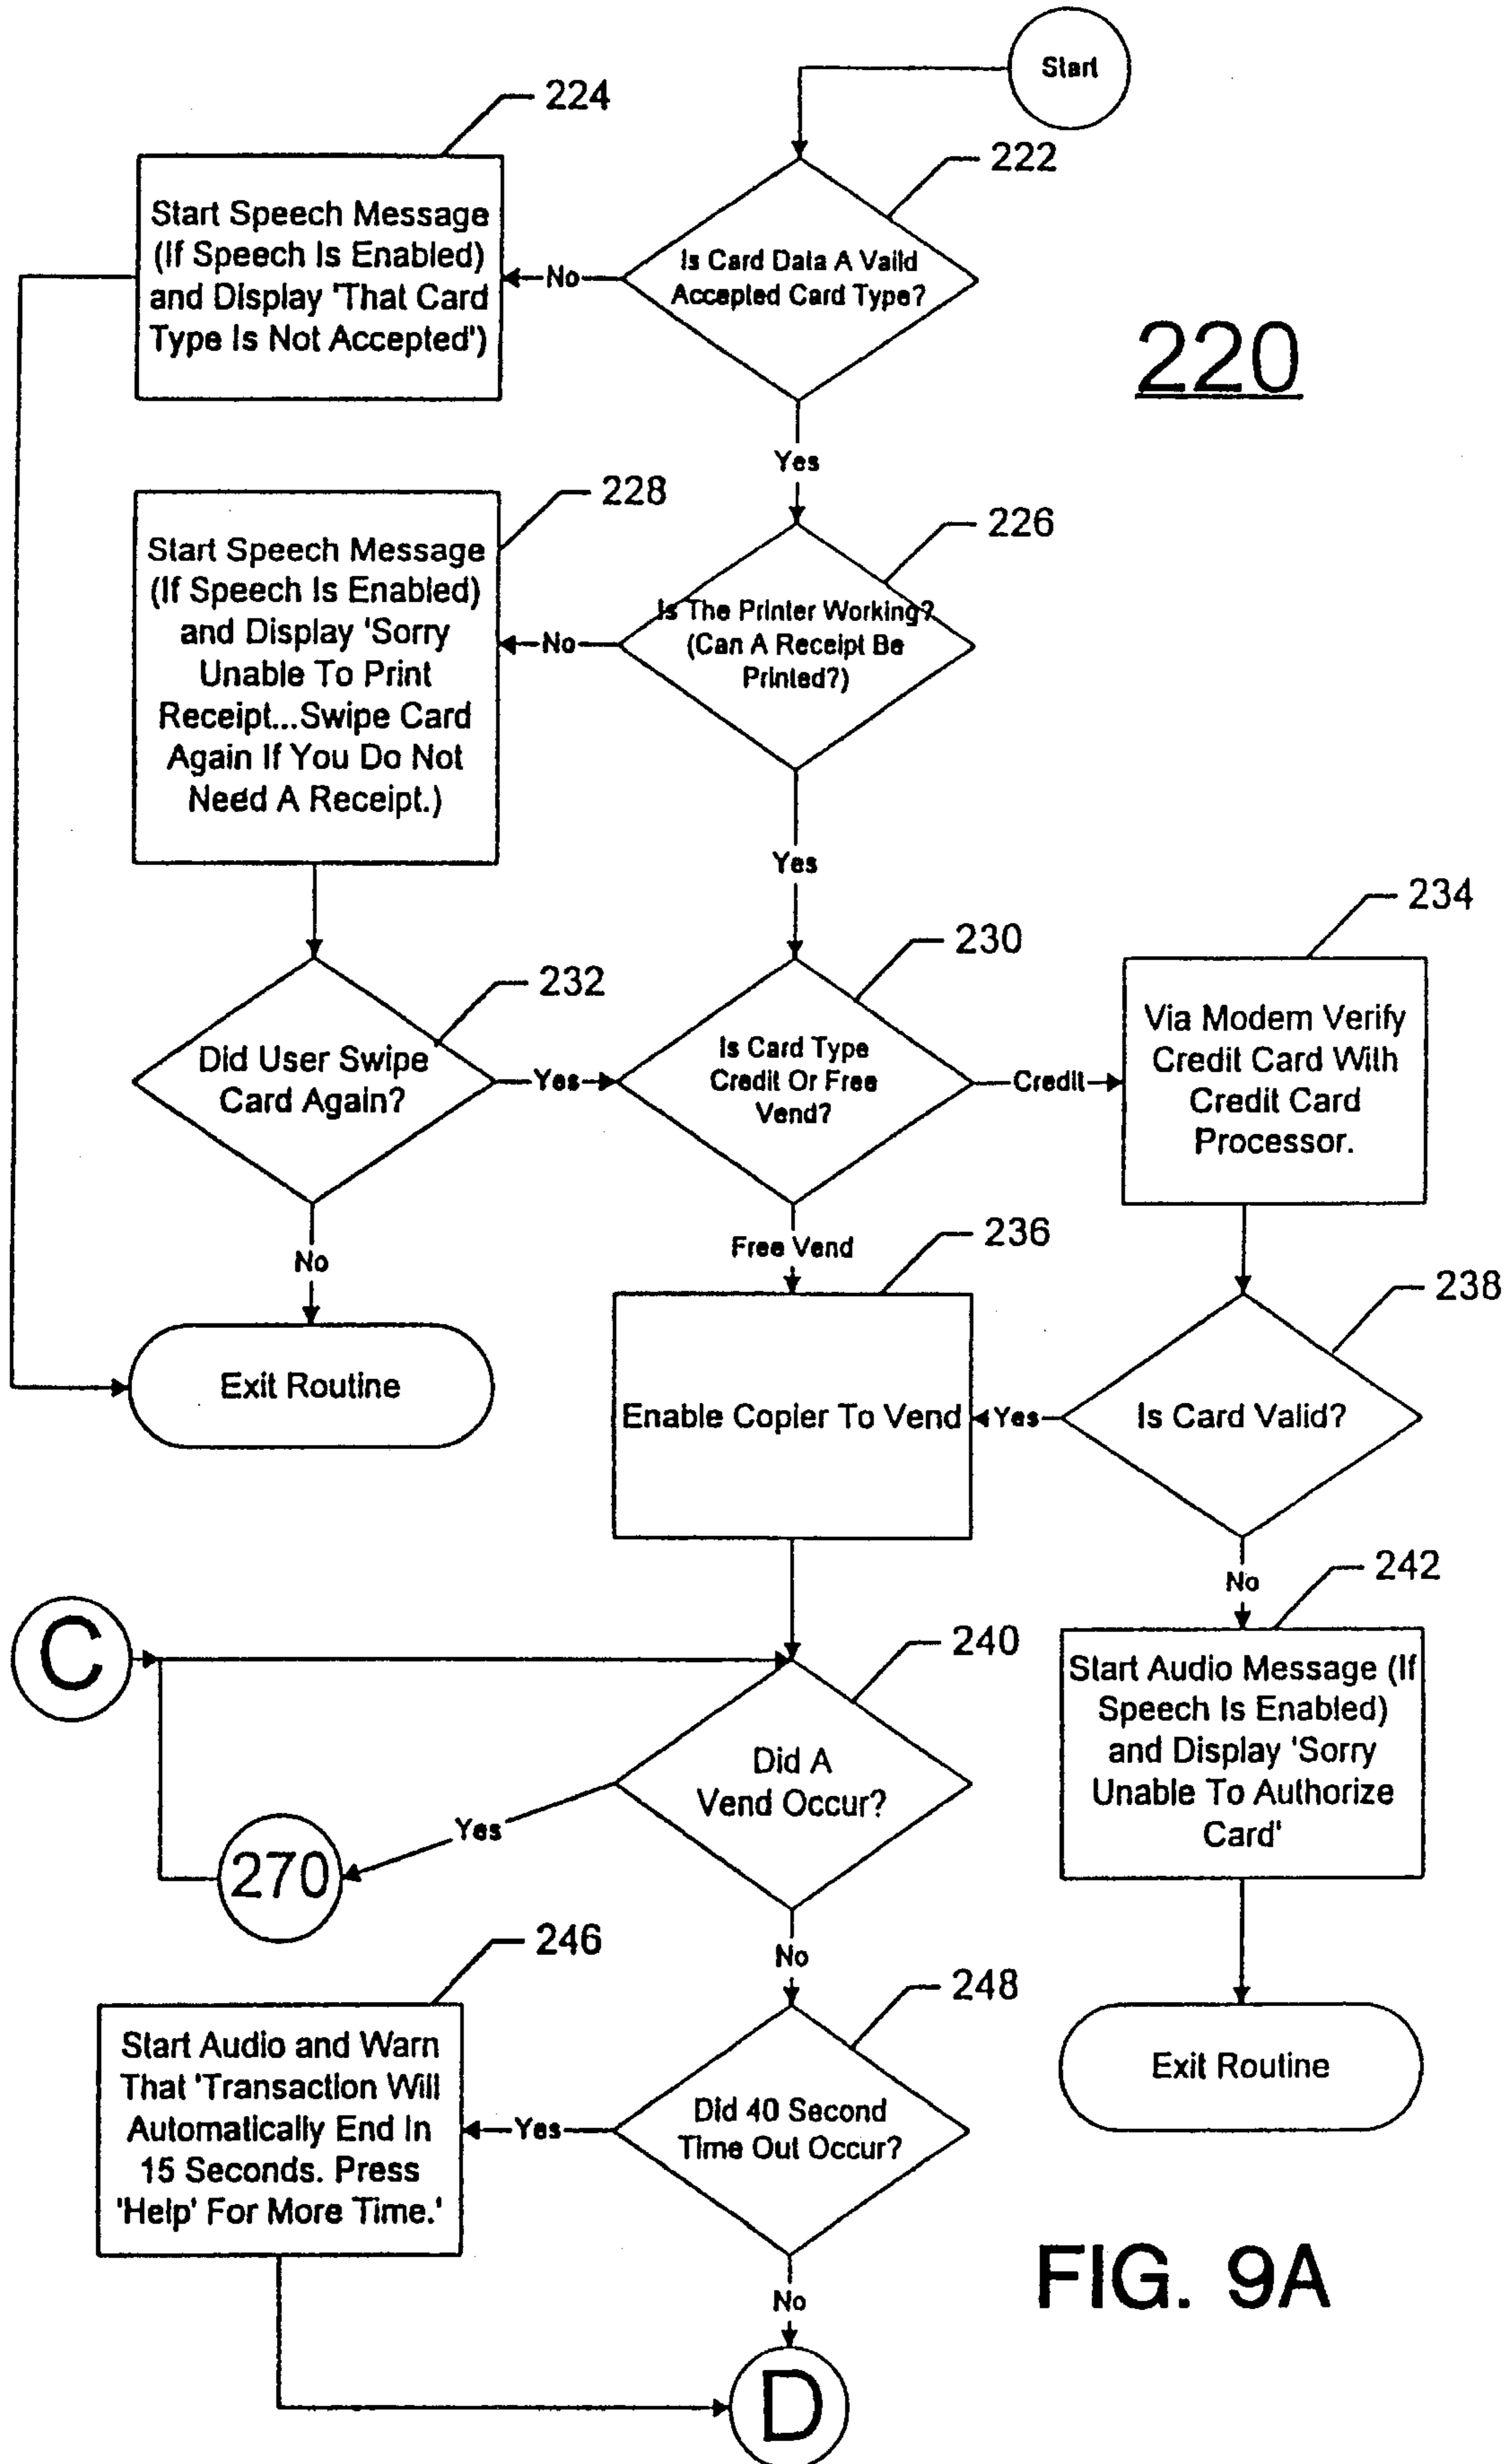 Start
224
222
Start Speech Message
(If Speech Is Enabled)
and Display 'That Card
Type Is Not Accepted')
No
Is Card Data A Vaild
Accepted Card Type?
220
Yes
228
226
Start Speech Message
(If Speech Is Enabled)
and Display 'Sorry
Unable To Print
Receipt...Swipe Card
Again If You Do Not
Need A Receipt.)
No
Is The Printer Working?
(Can A Receipt Be
Printed?)
Yes
234
230
232
Did User Swipe
Card Again?
Yes
Is Card Type
Credit Or Free
Vend?
Credit
Via Modem Verify
Credit Card With
Credit Card
Processor.
No
Free Vend
236
238
Exit Routine
Enable Copier To Vend
Yes
Is Card Valid?
No
242
C
240
Did A
Vend Occur?
Start Audio Message (If
Speech Is Enabled)
and Display 'Sorry
Unable To Authorize
Card'
Yes
270
No
246
248
Start Audio and Warn
That 'Transaction Will
Automatically End In
15 Seconds. Press
'Help' For More Time.'
Yes
Did 40 Second
Time Out Occur?
Exit Routine
No
FIG. 9A
D